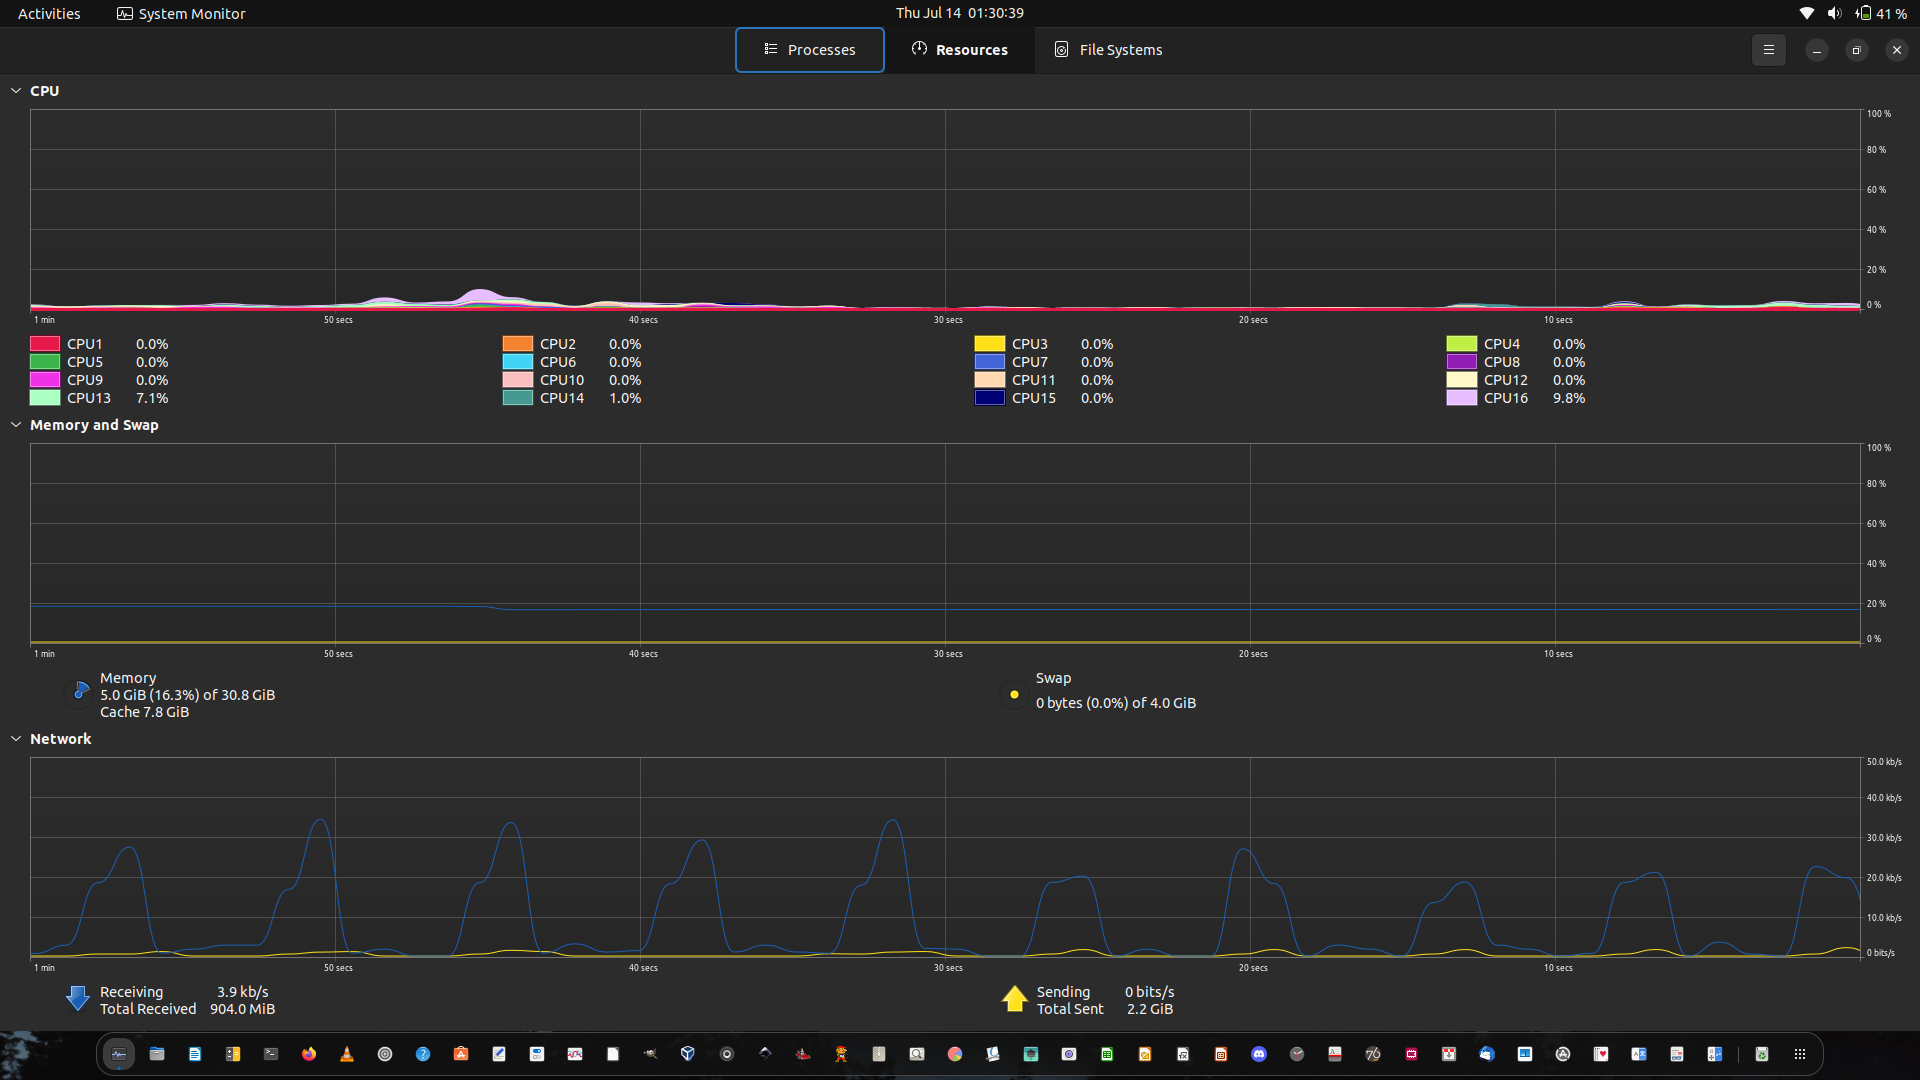 Activities
System Monitor
Thu Jul 14 01:30:39
41 %
Processes
Resources
File Systems
CPU
100 %
80 %
60 %
40 %
20 %
0 %
1 min
50 secs
40 secs
30 secs
20 secs
10 secs
CPU1 0.0%
CPU2 0.0%
CPU3 0.0%
CPU4 0.0%
CPU5 0.0%
CPU6 0.0%
CPU7 0.0%
CPU8 0.0%
CPU9 0.0%
CPU10 0.0%
CPU11 0.0%
CPU12 0.0%
CPU13 7.1%
CPU14 1.0%
CPU15 0.0%
CPU16 9.8%
Memory and Swap
100 %
80 %
60 %
40 %
20 %
0 %
1 min
50 secs
40 secs
30 secs
20 secs
10 secs
Memory
5.0 GiB (16.3%) of 30.8 GiB
Cache 7.8 GiB
Swap
0 bytes (0.0%) of 4.0 GiB
Network
50.0 kb/s
40.0 kb/s
30.0 kb/s
20.0 kb/s
10.0 kb/s
0 bits/s
1 min
50 secs
40 secs
30 secs
20 secs
10 secs
Receiving 3.9 kb/s
Total Received 904.0 MiB
Sending 0 bits/s
Total Sent 2.2 GiB
76